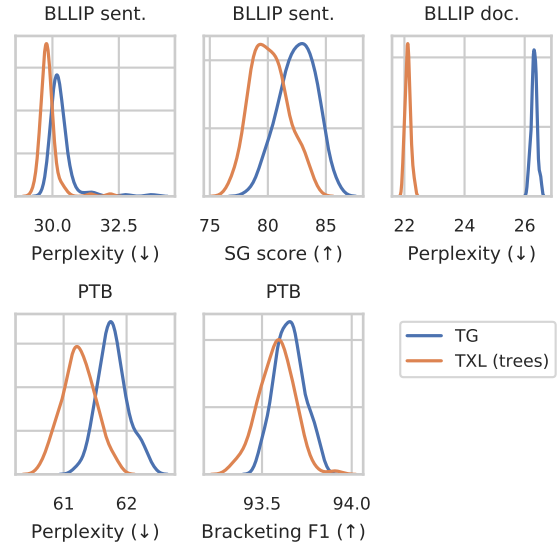 BLLIP sent.
BLLIP sent.
BLLIP doc.
30.0 32.5
75 80 85
22 24 26
Perplexity (↓)
SG score (↑)
Perplexity (↓)
PTB
PTB
TG
TXL (trees)
61 62
93.5 94.0
Perplexity (↓)
Bracketing F1 (↑)